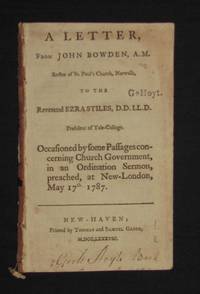 A LETTER,
From JOHN BOWDEN, A.M.
Rector of St. Paul's Church, Norwalk,
TO THE
Reverend EZRA STILES, D.D. LL.D.
President of Yale-College.
Occasioned by some Passages con-
cerning Church Government,
in an Ordination Sermon,
preached, at New-London,
May 17th 1787.
NEW-HAVEN:
Printed by THOMAS and SAMUEL GREEN,
M,DCC,LXXXVIII.